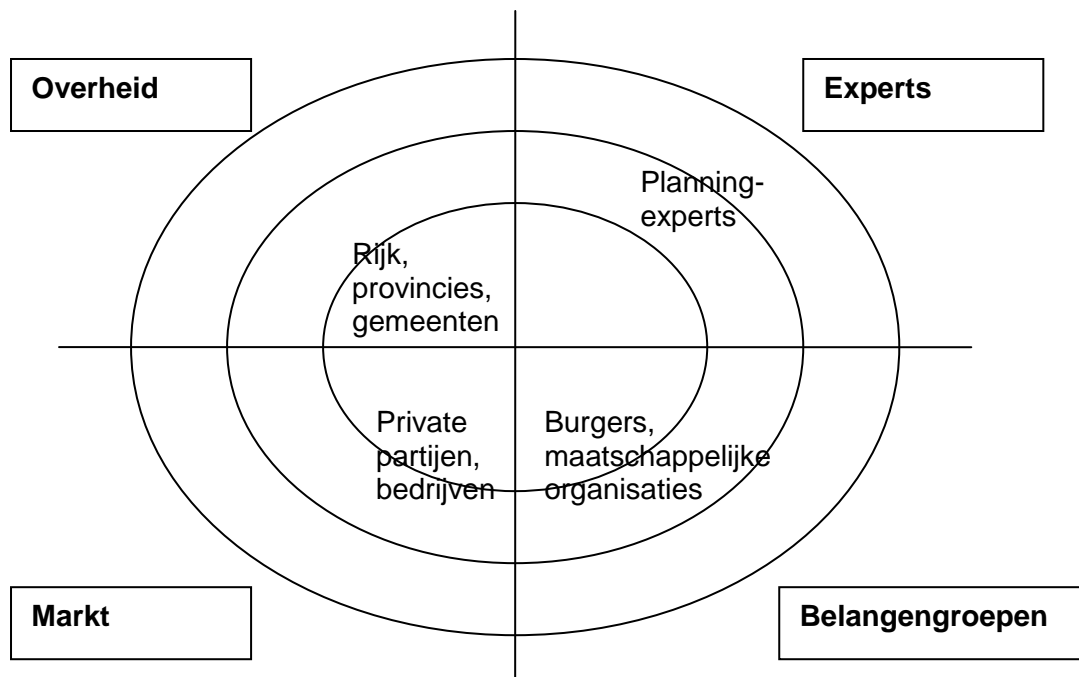 Overheid
Experts
Planning-
experts
Rijk,
provincies,
gemeenten
Private
partijen,
bedrijven
Burgers,
maatschappelijke
organisaties
Markt
Belangengroepen